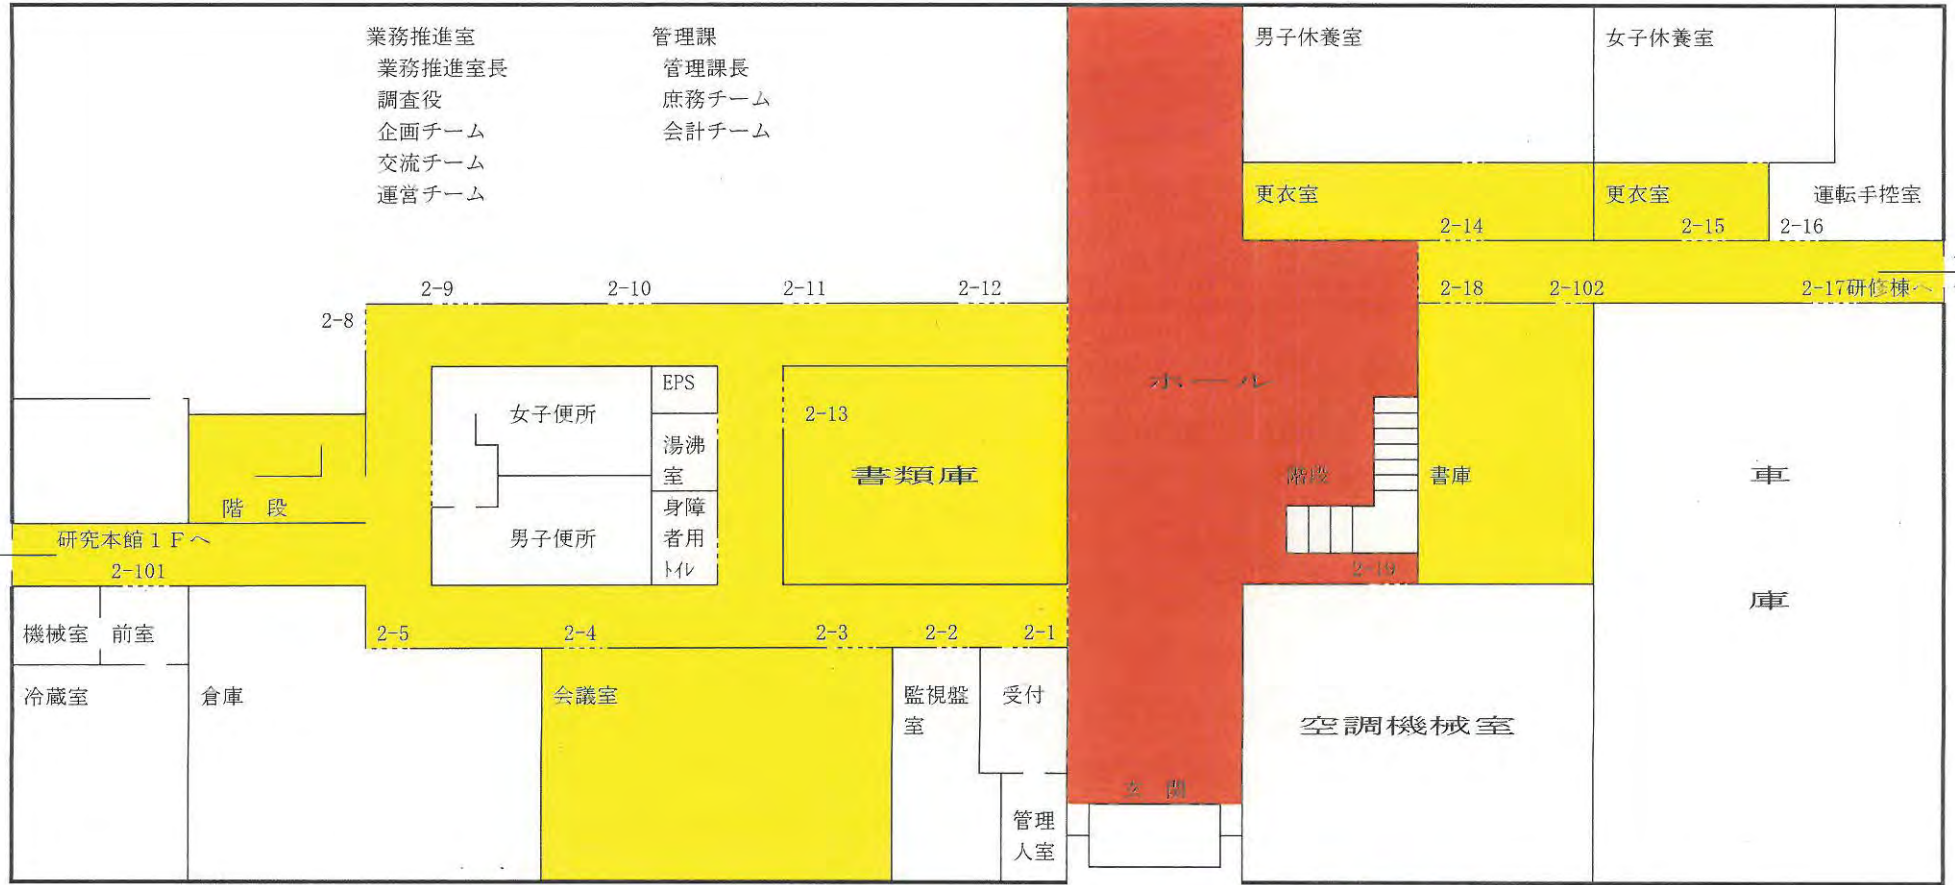 業務推進室
業務推進室長
調査役
企画チーム
交流チーム
運営チーム
管理課
管理課長
庶務チーム
会計チーム
男子休養室
女子休養室
更衣室
2-14
更衣室
2-15
運転手控室
2-16
2-8
2-9
2-10
2-11
2-12
2-18
2-102
2-17研修棟へ
ホール
女子便所
EPS
湯沸
室
男子便所
身障
者用
トイレ
2-13
書類庫
階段
書庫
車
庫
2-19
階 段
研究本館1Fへ
2-101
機械室
前室
冷蔵室
倉庫
2-5
2-4
2-3
2-2
2-1
会議室
監視盤
室
受付
管理
人室
玄 関
空調機械室